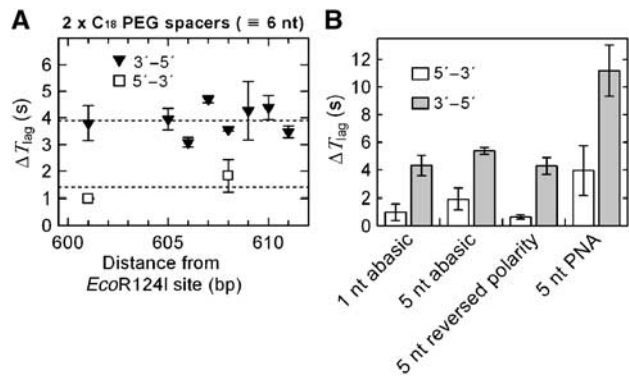 A
2 x C18 PEG spacers ( ≡ 6 nt)
3´–5´
5´–3´
ΔTlag (s)
6
5
4
3
2
1
0
600
605
610
Distance from
EcoR124I site (bp)
B
5´–3´
3´–5´
ΔTlag (s)
12
10
8
6
4
2
0
1 nt abasic
5 nt abasic
5 nt reversed polarity
5 nt PNA